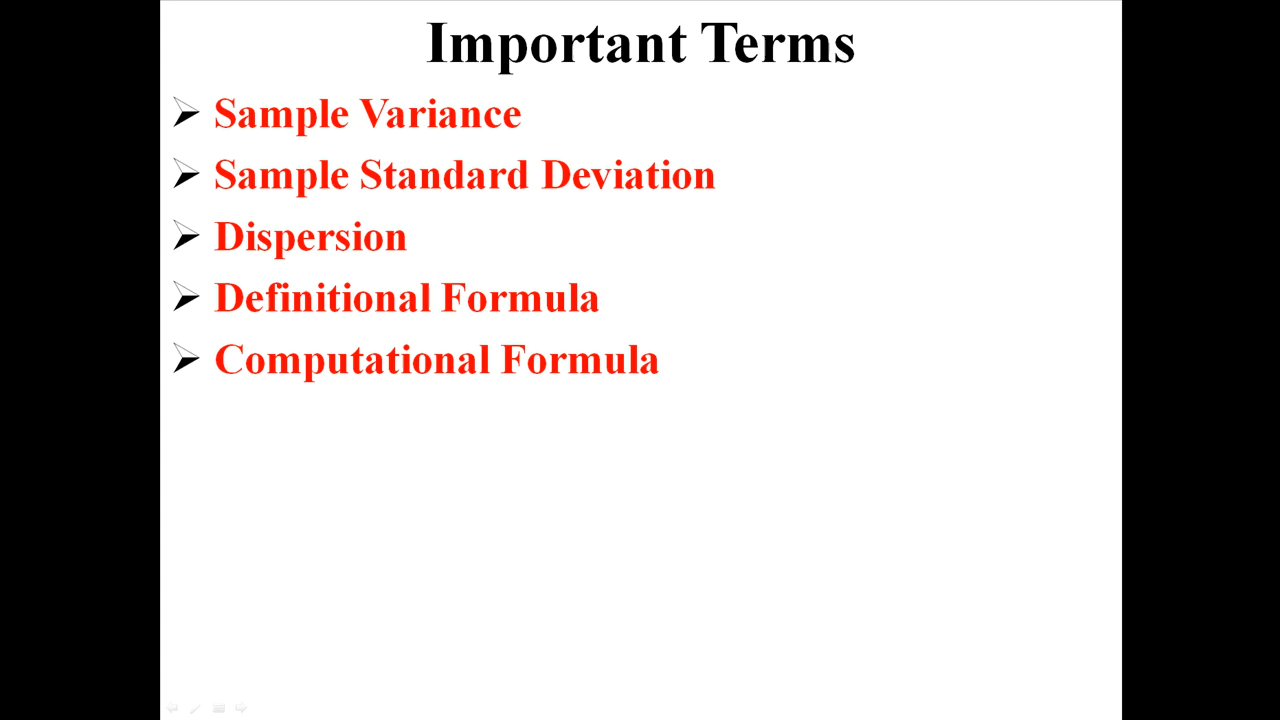 Important Terms
Sample Variance
Sample Standard Deviation
Dispersion
Definitional Formula
Computational Formula